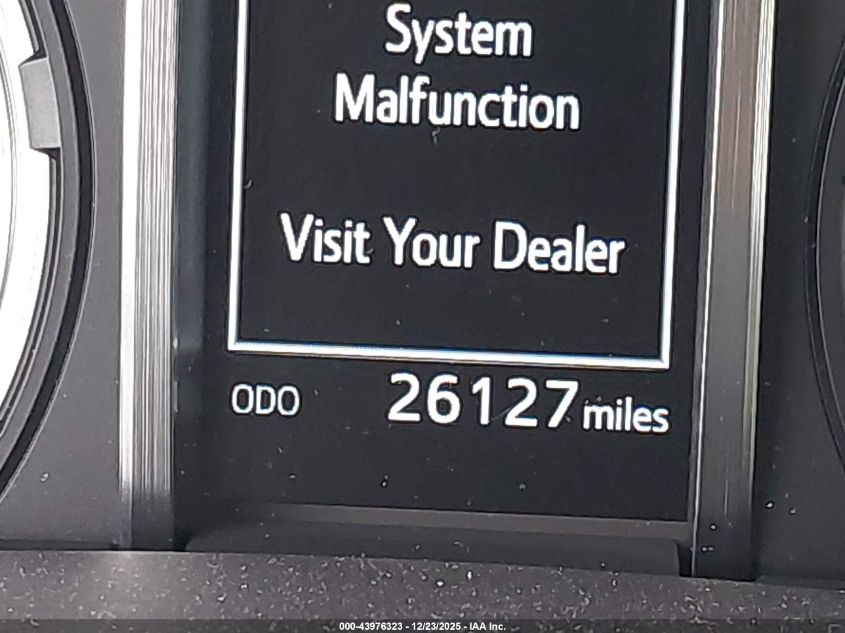 System
Malfunction
Visit Your Dealer
ODO 26127 miles
000-43976323 - 12/23/2025 - IAA Inc.